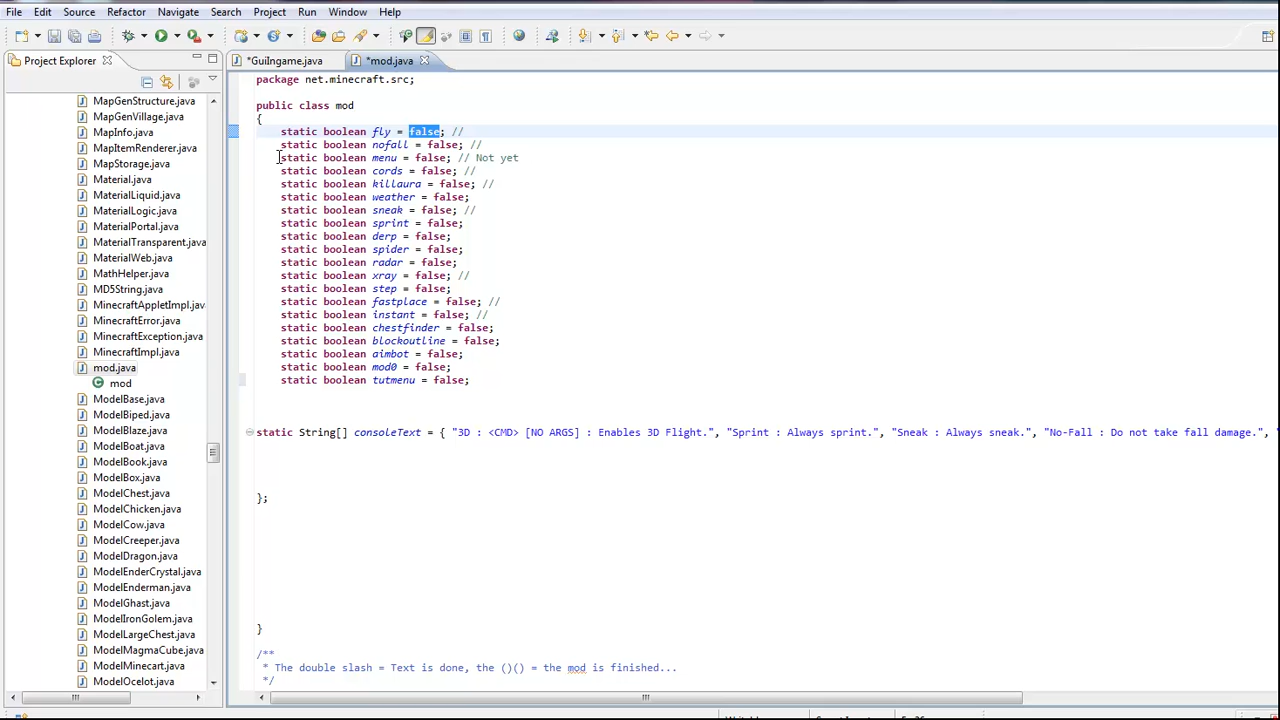 File Edit Source Refactor Navigate Search Project Run Window Help
Project Explorer
*GuiIngame.java
*mod.java
MapGenStructure.java
MapGenVillage.java
MapInfo.java
MapItemRenderer.java
MapStorage.java
Material.java
MaterialLiquid.java
MaterialLogic.java
MaterialPortal.java
MaterialTransparent.java
MaterialWeb.java
MathHelper.java
MD5String.java
MinecraftAppletImpl.jav
MinecraftError.java
MinecraftException.java
MinecraftImpl.java
mod.java
mod
ModelBase.java
ModelBiped.java
ModelBlaze.java
ModelBoat.java
ModelBook.java
ModelBox.java
ModelChest.java
ModelChicken.java
ModelCow.java
ModelCreeper.java
ModelDragon.java
ModelEnderCrystal.java
ModelEnderman.java
ModelGhast.java
ModelIronGolem.java
ModelLargeChest.java
ModelMagmaCube.java
ModelMinecart.java
ModelOcelot.java
package net.minecraft.src;
public class mod
{
static boolean fly = false; //
static boolean nofall = false; //
static boolean menu = false; // Not yet
static boolean cords = false; //
static boolean killaura = false; //
static boolean weather = false;
static boolean sneak = false; //
static boolean sprint = false;
static boolean derp = false;
static boolean spider = false;
static boolean radar = false;
static boolean xray = false; //
static boolean step = false;
static boolean fastplace = false; //
static boolean instant = false; //
static boolean chestfinder = false;
static boolean blockoutline = false;
static boolean aimbot = false;
static boolean mod0 = false;
static boolean tutmenu = false;
static String[] consoleText = { "3D : <CMD> [NO ARGS] : Enables 3D Flight.", "Sprint : Always sprint.", "Sneak : Always sneak.", "No-Fall : Do not take fall damage.", "
};
}
/**
* The double slash = Text is done, the ()() = the mod is finished...
*/